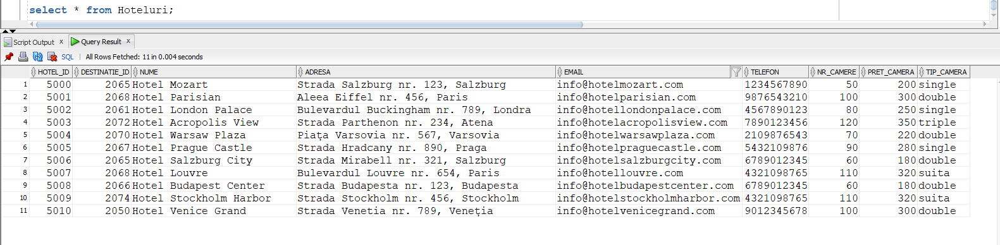 select * from Hoteluri;
Script Output x Query Result x
SQL | All Rows Fetched: 11 in 0.004 seconds
HOTEL_ID DESTINATIE_ID NUME ADRESA EMAIL TELEFON NR_CAMERE PRET_CAMERA TIP_CAMERA
1 5000 2065 Hotel Mozart Strada Salzburg nr. 123, Salzburg info@hotelmozart.com 1234567890 50 200 single
2 5001 2068 Hotel Parisian Aleea Eiffel nr. 456, Paris info@hotelparisian.com 9876543210 100 300 double
3 5002 2061 Hotel London Palace Bulevardul Buckingham nr. 789, Londra info@hotellondonpalace.com 4567890123 80 250 single
4 5003 2072 Hotel Acropolis View Strada Parthenon nr. 234, Atena info@hotelacropolisview.com 7890123456 120 350 triple
5 5004 2070 Hotel Warsaw Plaza Piața Varsovia nr. 567, Varsovia info@hotelwarsawplaza.com 2109876543 70 220 double
6 5005 2067 Hotel Prague Castle Strada Hradcany nr. 890, Praga info@hotelpraguecastle.com 5432109876 90 280 single
7 5006 2065 Hotel Salzburg City Strada Mirabell nr. 321, Salzburg info@hotelsalzburgcity.com 6789012345 60 180 double
8 5007 2068 Hotel Louvre Bulevardul Louvre nr. 654, Paris info@hotellouvre.com 4321098765 110 320 suita
9 5008 2066 Hotel Budapest Center Strada Budapesta nr. 123, Budapesta info@hotelbudapestcenter.com 6789012345 60 180 double
10 5009 2074 Hotel Stockholm Harbor Strada Stockholm nr. 456, Stockholm info@hotelstockholmharbor.com 4321098765 110 320 suita
11 5010 2050 Hotel Venice Grand Strada Venetia nr. 789, Veneția info@hotelvenicegrand.com 9012345678 100 300 double